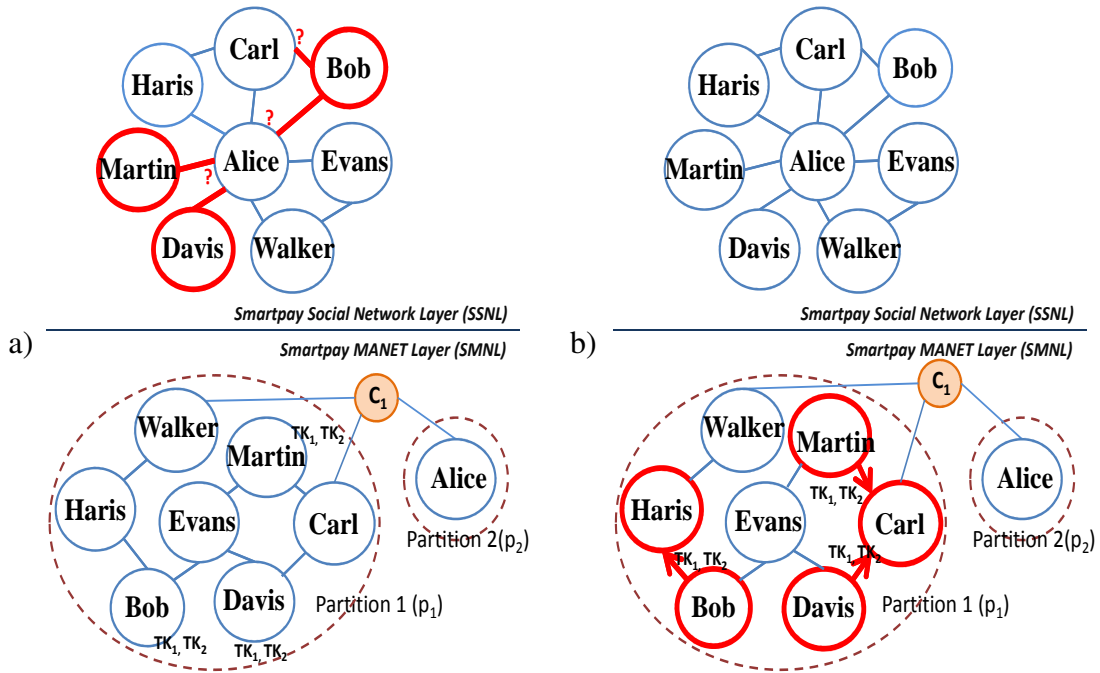 Carl
?
Bob
Haris
?
Martin
Alice
Evans
?
Davis
Walker
Smartpay Social Network Layer (SSNL)
a)
Smartpay MANET Layer (SMNL)
C1
Walker
Martin
TK1, TK2
Alice
Haris
Evans
Carl
Partition 2(p2)
Bob
Davis
Partition 1 (p1)
TK1, TK2
TK1, TK2
Carl
Bob
Haris
Martin
Alice
Evans
Davis
Walker
Smartpay Social Network Layer (SSNL)
b)
Smartpay MANET Layer (SMNL)
C1
Walker
Martin
Alice
TK1, TK2
Haris
Evans
Carl
Partition 2(p2)
TK1, TK2
TK1, TK2
Bob
Davis
Partition 1 (p1)